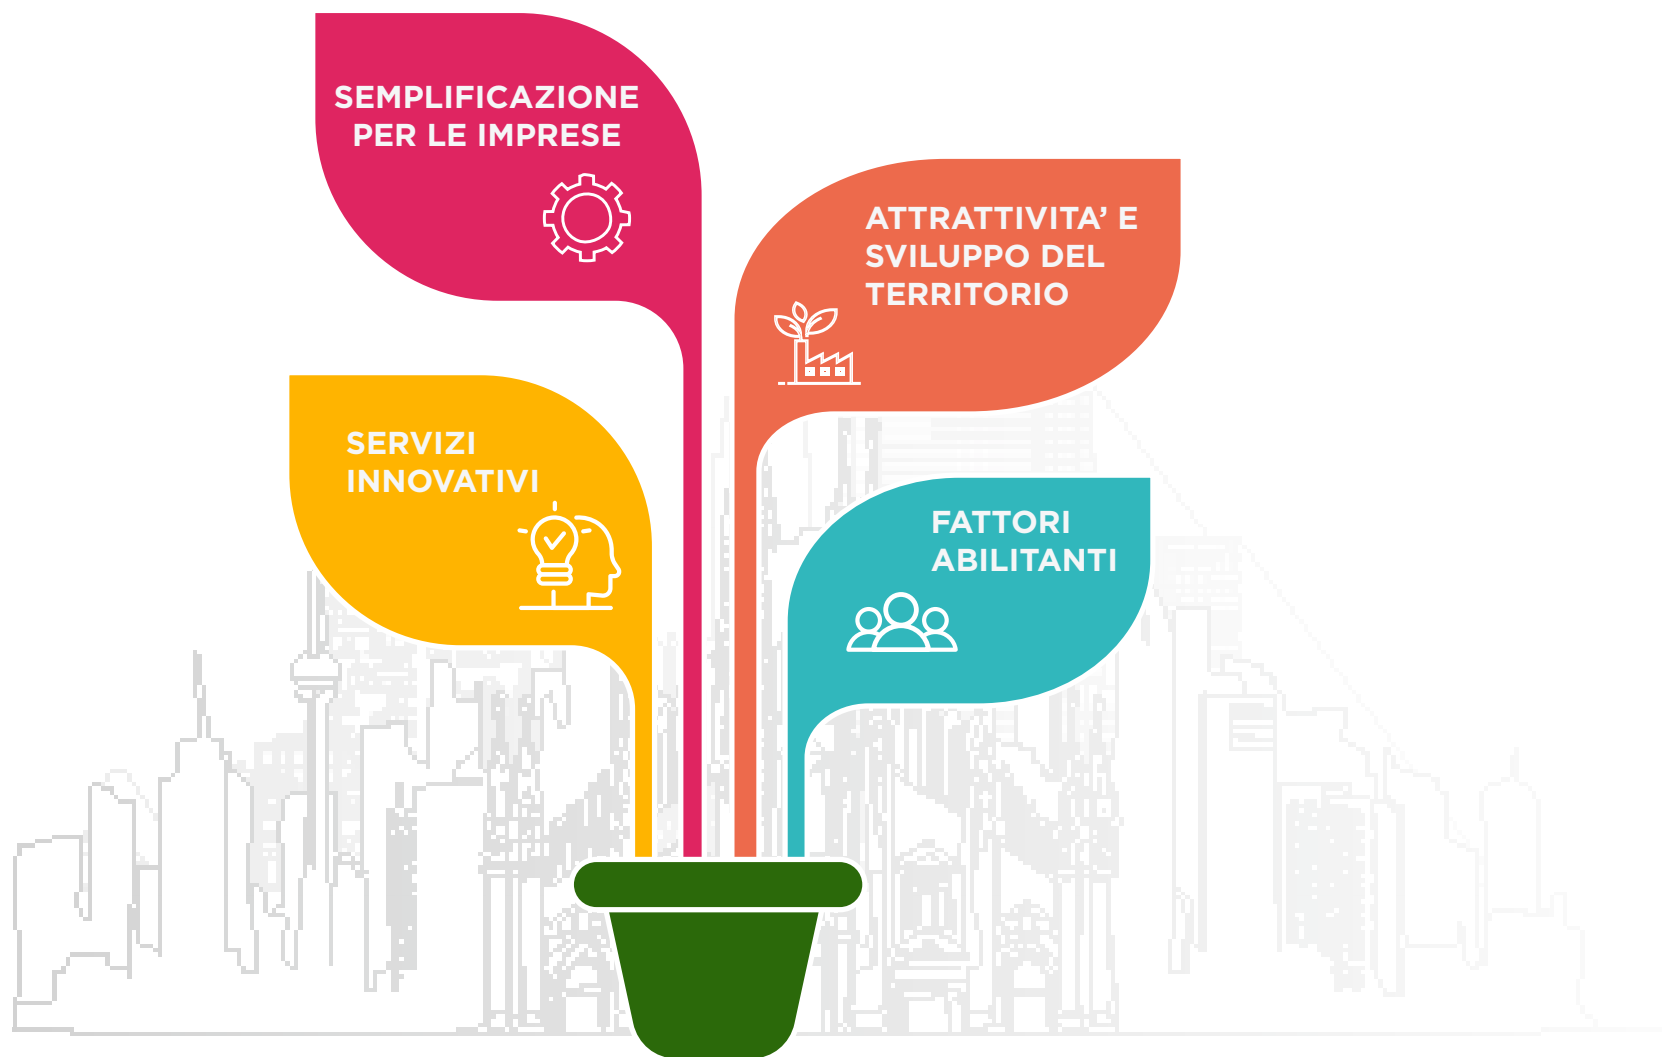 SEMPLIFICAZIONE
PER LE IMPRESE
ATTRATTIVITA’ E
SVILUPPO DEL
TERRITORIO
SERVIZI
INNOVATIVI
FATTORI
ABILITANTI